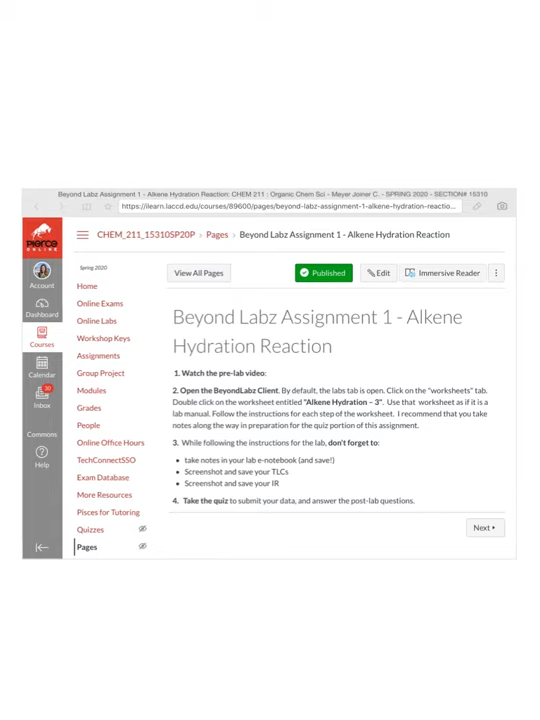 Beyond Labz Assignment 1 - Alkene Hydration Reaction: CHEM 211 : Organic Chem Sci - Meyer Joiner C. - SPRING 2020 - SECTION# 15310
https://ilearn.laccd.edu/courses/89600/pages/beyond-labz-assignment-1-alkene-hydration-reactio...
PIERCE
ONLINE
CHEM_211_15310SP20P › Pages › Beyond Labz Assignment 1 - Alkene Hydration Reaction
Account
Dashboard
Courses
Calendar
30
Inbox
Commons
Help
Spring 2020
Home
Online Exams
Online Labs
Workshop Keys
Assignments
Group Project
Modules
Grades
People
Online Office Hours
TechConnectSSO
Exam Database
More Resources
Pisces for Tutoring
Quizzes
Pages
View All Pages
Published
Edit
Immersive Reader
Beyond Labz Assignment 1 - Alkene
Hydration Reaction
1. Watch the pre-lab video:
2. Open the BeyondLabz Client. By default, the labs tab is open. Click on the "worksheets" tab.
Double click on the worksheet entitled "Alkene Hydration – 3". Use that worksheet as if it is a
lab manual. Follow the instructions for each step of the worksheet. I recommend that you take
notes along the way in preparation for the quiz portion of this assignment.
3. While following the instructions for the lab, don't forget to:
• take notes in your lab e-notebook (and save!)
• Screenshot and save your TLCs
• Screenshot and save your IR
4. Take the quiz to submit your data, and answer the post-lab questions.
Next ▸